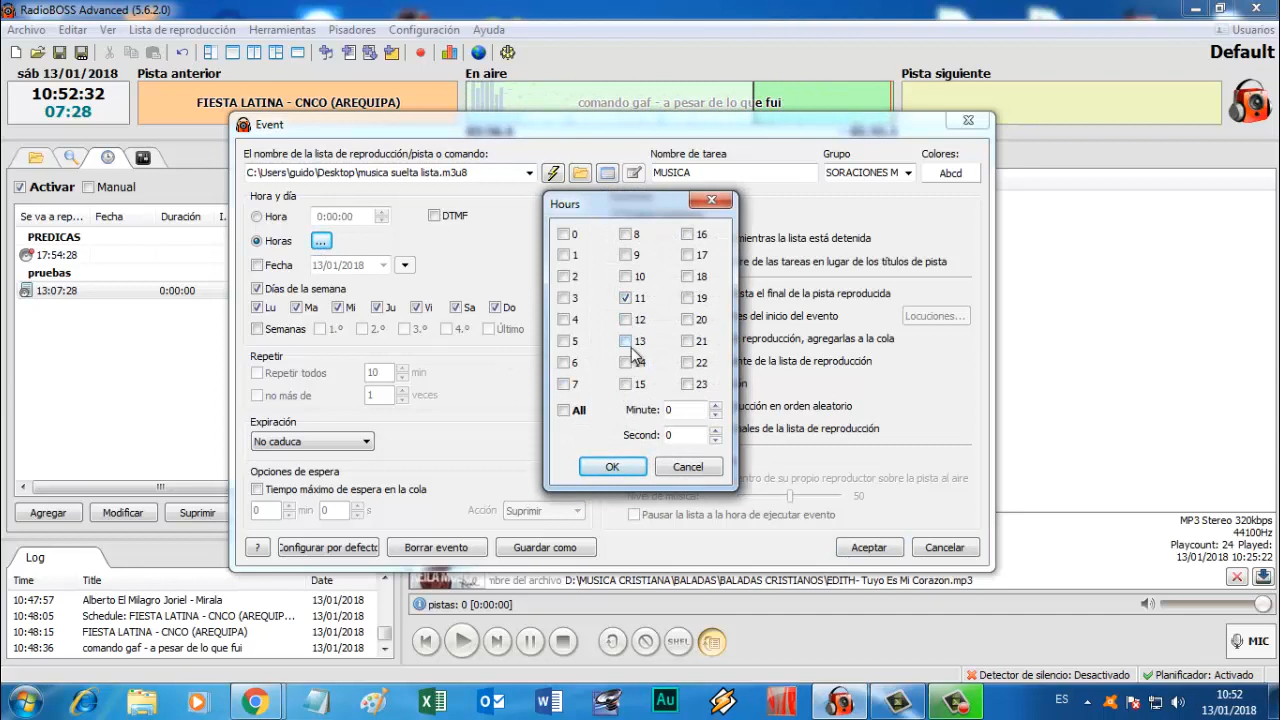 RadioBOSS Advanced (5.6.2.0)
Archivo Editar Ver Lista de reproducción Herramientas Pisadores Configuración Ayuda Usuarios
Default
sáb 13/01/2018 Pista anterior En aire Pista siguiente
10:52:32
07:28
FIESTA LATINA - CNCO (AREQUIPA) comando gaf - a pesar de lo que fui
Event
El nombre de la lista de reproducción/pista o comando: Nombre de tarea Grupo Colores:
C:\Users\guido\Desktop\musica suelta lista.m3u8 MUSICA SORACIONES M Abcd
Activar Manual
Se va a rep... Fecha Duración I.
PREDICAS
17:54:28
pruebas
13:07:28 0:00:00
Agregar Modificar Suprimir
Hora y día
Hora 0:00:00 DTMF
Horas ...
Fecha 13/01/2018
Días de la semana
Lu Ma Mi Ju Vi Sa Do
Semanas 1.º 2.º 3.º 4.º Último
Repetir
Repetir todos 10 min
no más de 1 veces
Expiración
No caduca
Opciones de espera
Tiempo máximo de espera en la cola
0 min 0 s Acción Suprimir
Hours
0 8 16
1 9 17
2 10 18
3 11 19
4 12 20
5 13 21
6 14 22
7 15 23
All Minute: 0
Second: 0
OK Cancel
mientras la lista está detenida
e de las tareas en lugar de los títulos de pista
sta el final de la pista reproducida
es del inicio del evento Locuciones...
reproducción, agregarlas a la cola
nte de la lista de reproducción
ón
ucción en orden aleatorio
nales de la lista de reproducción
entro de su propio reproductor sobre la pista al aire
Nivel de música: 50
Pausar la lista a la hora de ejecutar evento
? Configurar por defecto Borrar evento Guardar como Aceptar Cancelar
MP3 Stereo 320kbps
44100Hz
Playcount: 24 Played:
13/01/2018 10:25:22
Log
Time Title Date
10:47:57 Alberto El Milagro Joriel - Mirala 13/01/2018
10:48:05 Schedule: FIESTA LATINA - CNCO (AREQUIP... 13/01/2018
10:48:15 FIESTA LATINA - CNCO (AREQUIPA) 13/01/2018
10:48:36 comando gaf - a pesar de lo que fui 13/01/2018
mbre del archivo D:\MUSICA CRISTIANA\BALADAS\BALADAS CRISTIANOS\EDITH- Tuyo Es Mi Corazon.mp3
pistas: 0 [0:00:00]
SHFL MIC
Detector de silencio: Desactivado Planificador: Activado
Au ES 10:52
13/01/2018